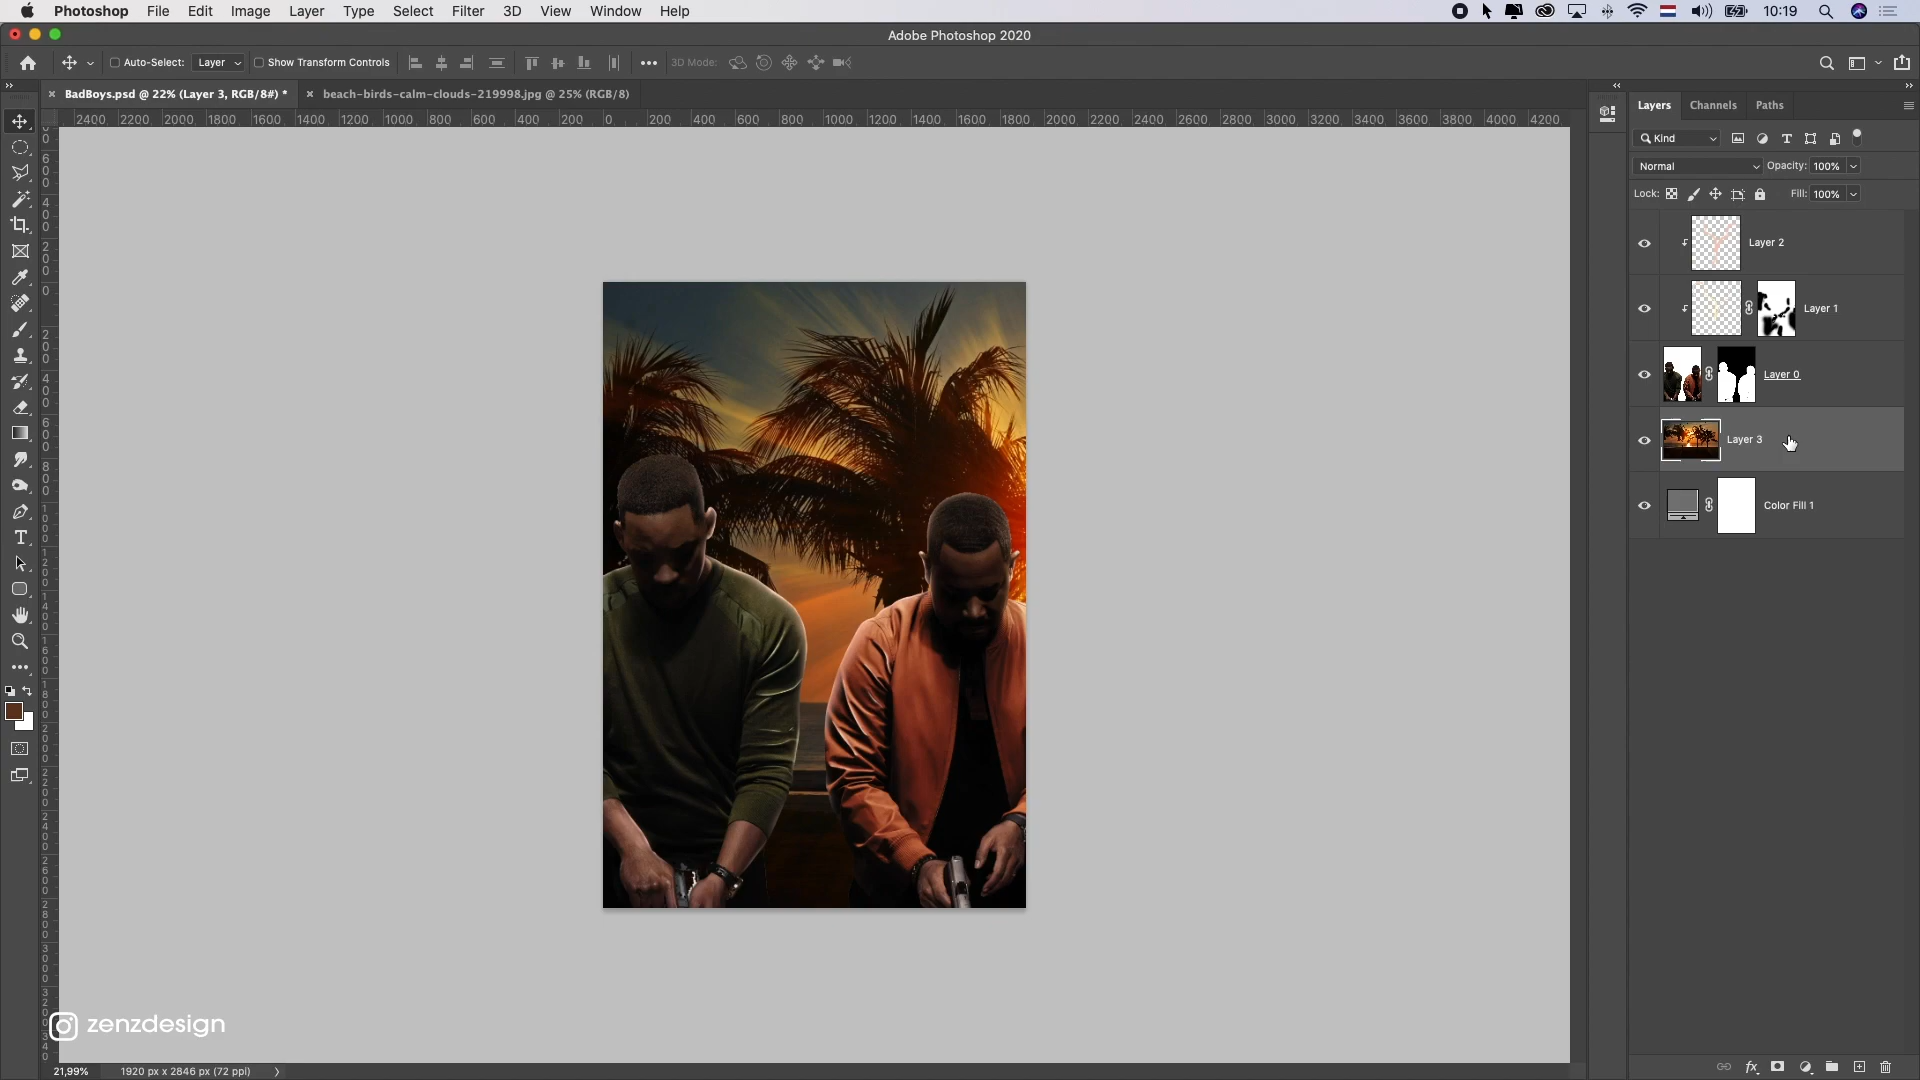 Photoshop File Edit Image Layer Type Select Filter 3D View Window Help 10:19
Adobe Photoshop 2020
Auto-Select: Layer Show Transform Controls 3D Mode:
BadBoys.psd @ 22% (Layer 3, RGB/8#) * beach-birds-calm-clouds-219998.jpg @ 25% (RGB/8)
2400 2200 2000 1800 1600 1400 1200 1000 800 600 400 200 0 200 400 600 800 1000 1200 1400 1600 1800 2000 2200 2400 2600 2800 3000 3200 3400 3600 3800 4000 4200
Layers Channels Paths
Kind
Normal Opacity: 100%
Lock: Fill: 100%
Layer 2
Layer 1
Layer 0
Layer 3
Color Fill 1
zenzdesign
21,99% 1920 px x 2846 px (72 ppi)